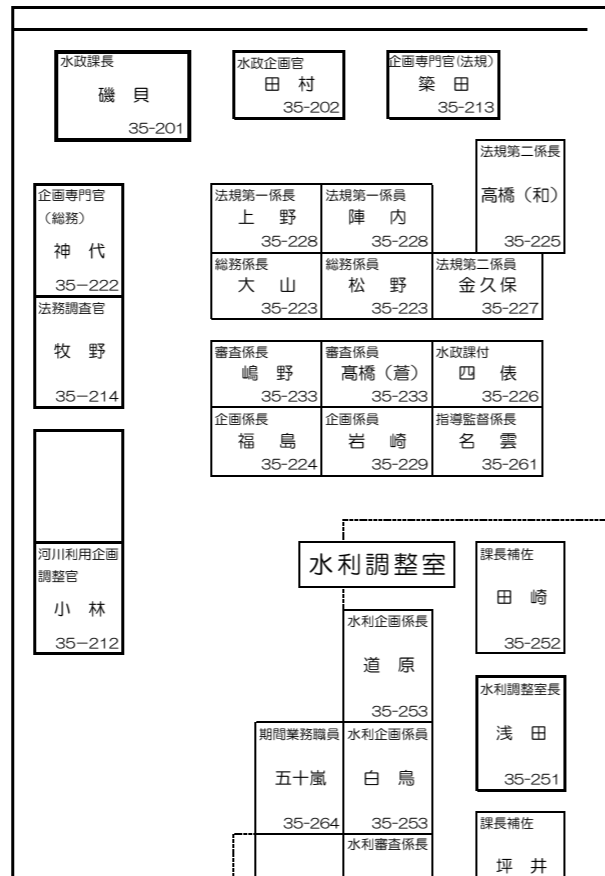 水政課長
磯　貝
35-201
水政企画官
田　村
35-202
企画専門官(法規)
築　田
35-213
法規第二係長
高橋（和）
35-225
企画専門官
（総務）
神　代
35－222
法務調査官
牧　野
35－214
法規第一係長
上　野
35-228
法規第一係員
陣　内
35-228
総務係長
大　山
35-223
総務係員
松　野
35-223
法規第二係員
金久保
35-227
審査係長
嶋　野
35-233
審査係員
髙橋（蒼）
35-233
水政課付
四　俵
35-226
企画係長
福　島
35-224
企画係員
岩　崎
35-229
指導監督係長
名　雲
35-261
河川利用企画
調整官
小　林
35－212
水利調整室
課長補佐
田　崎
35-252
水利企画係長
道　原
35-253
水利調整室長
浅　田
35-251
期間業務職員
五十嵐
35-264
水利企画係員
白　鳥
35-253
水利審査係長
課長補佐
坪　井